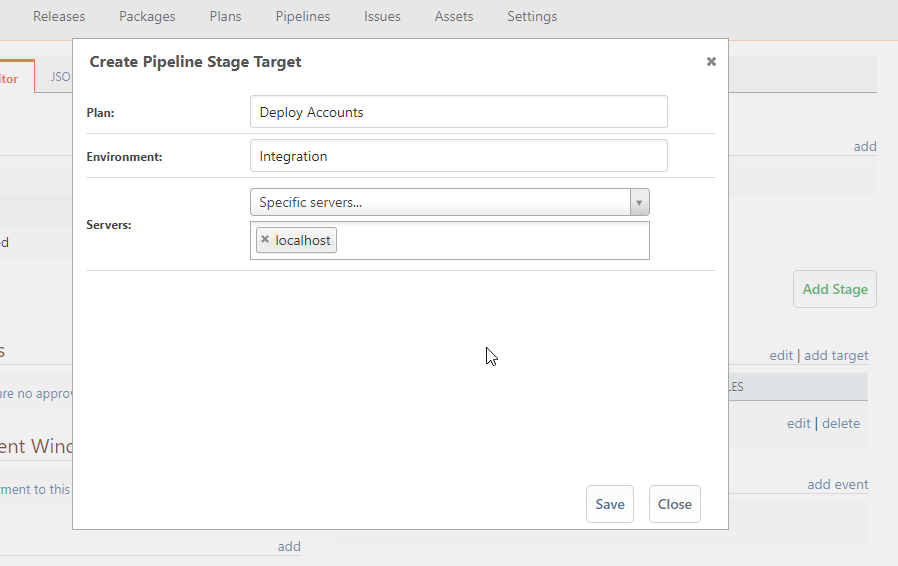 Releases Packages Plans Pipelines Issues Assets Settings
Create Pipeline Stage Target ✖
itor JSO
Plan: Deploy Accounts
add
Environment: Integration
Servers: Specific servers...
✖ localhost
ed
Add Stage
s
edit | add target
LES
are no approv
edit | delete
ent Wind
add event
ment to this
Save Close
add